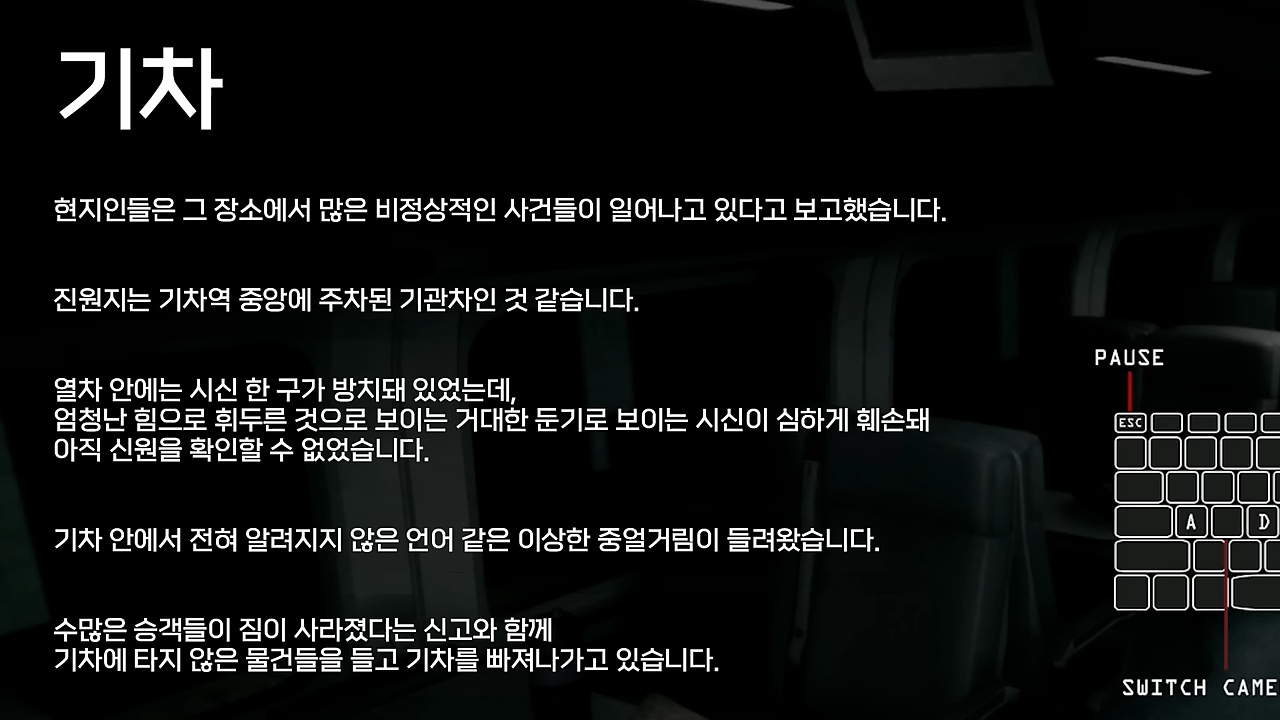 기차
현지인들은 그 장소에서 많은 비정상적인 사건들이 일어나고 있다고 보고했습니다.
진원지는 기차역 중앙에 주차된 기관차인 것 같습니다.
열차 안에는 시신 한 구가 방치돼 있었는데,
엄청난 힘으로 휘두른 것으로 보이는 거대한 둔기로 보이는 시신이 심하게 훼손돼
아직 신원을 확인할 수 없었습니다.
기차 안에서 전혀 알려지지 않은 언어 같은 이상한 중얼거림이 들려왔습니다.
수많은 승객들이 짐이 사라졌다는 신고와 함께
기차에 타지 않은 물건들을 들고 기차를 빠져나가고 있습니다.
PAUSE
ESC
A D
SWITCH CAME